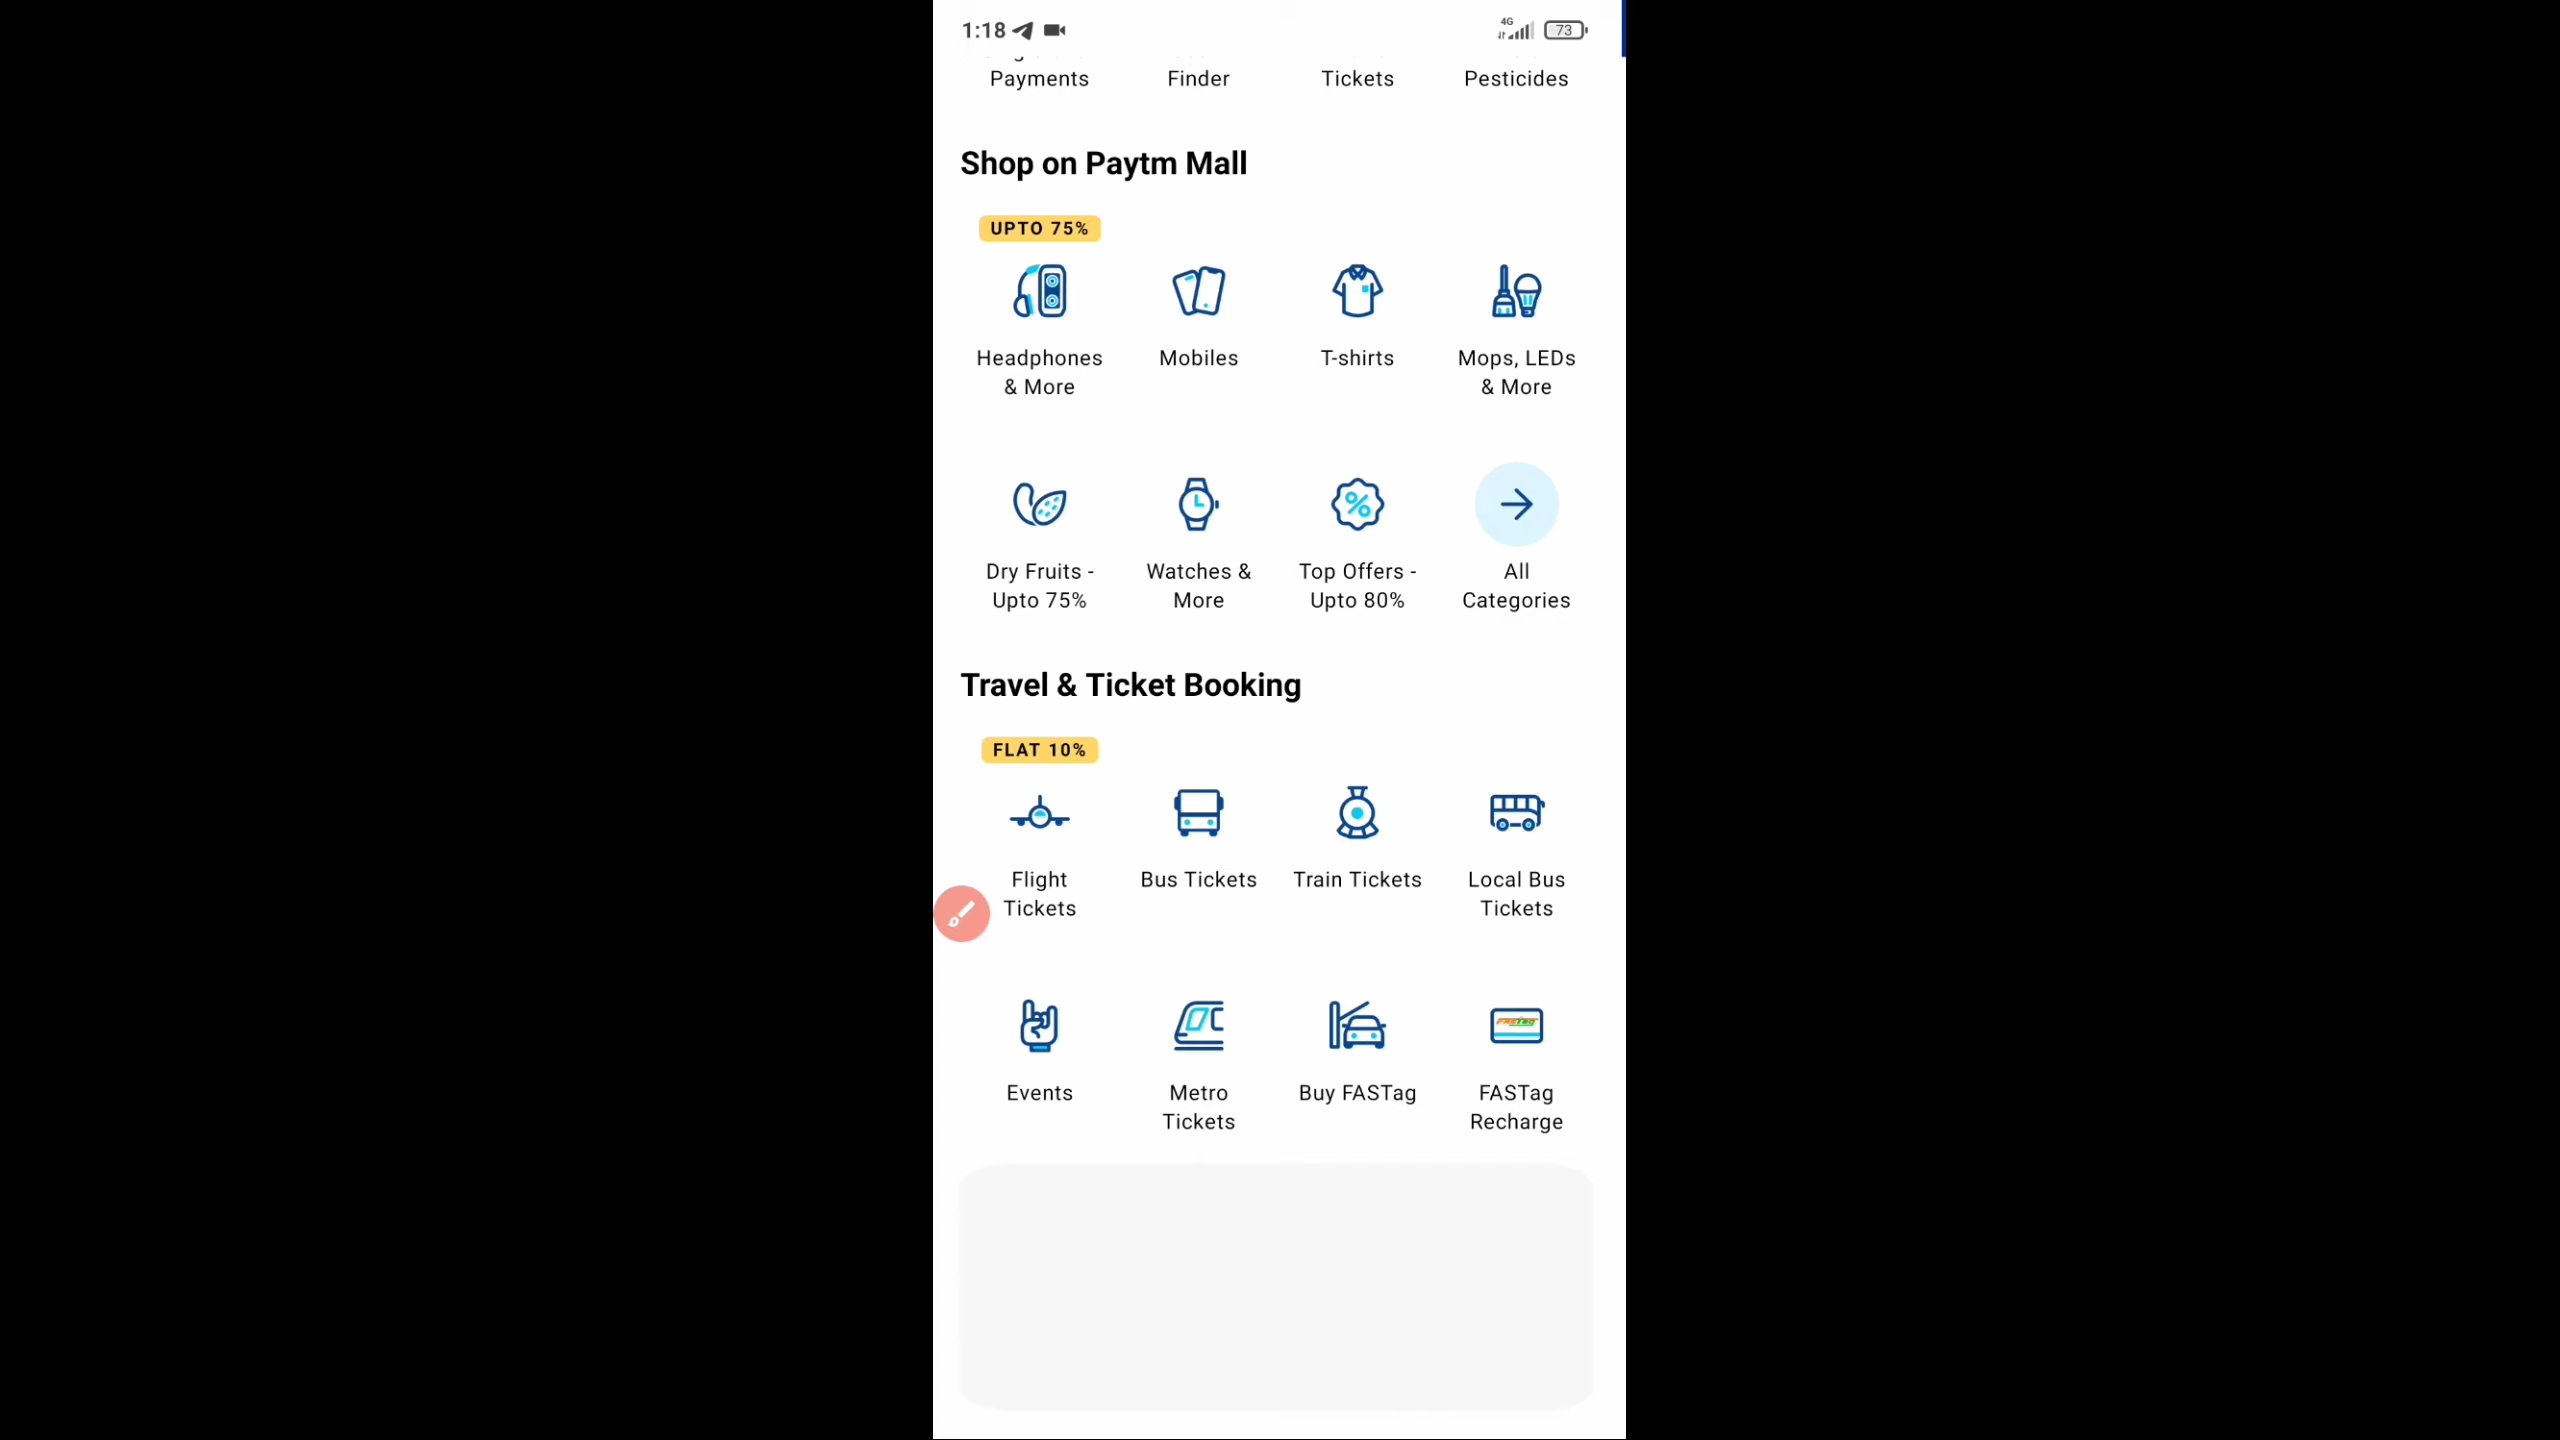 1:18
4G
73
Payments
Finder
Tickets
Pesticides
Shop on Paytm Mall
UPTO 75%
Headphones
& More
Mobiles
T-shirts
Mops, LEDs
& More
Dry Fruits -
Upto 75%
Watches &
More
Top Offers -
Upto 80%
All
Categories
Travel & Ticket Booking
FLAT 10%
Flight
Tickets
Bus Tickets
Train Tickets
Local Bus
Tickets
Events
Metro
Tickets
Buy FASTag
FASTag
Recharge